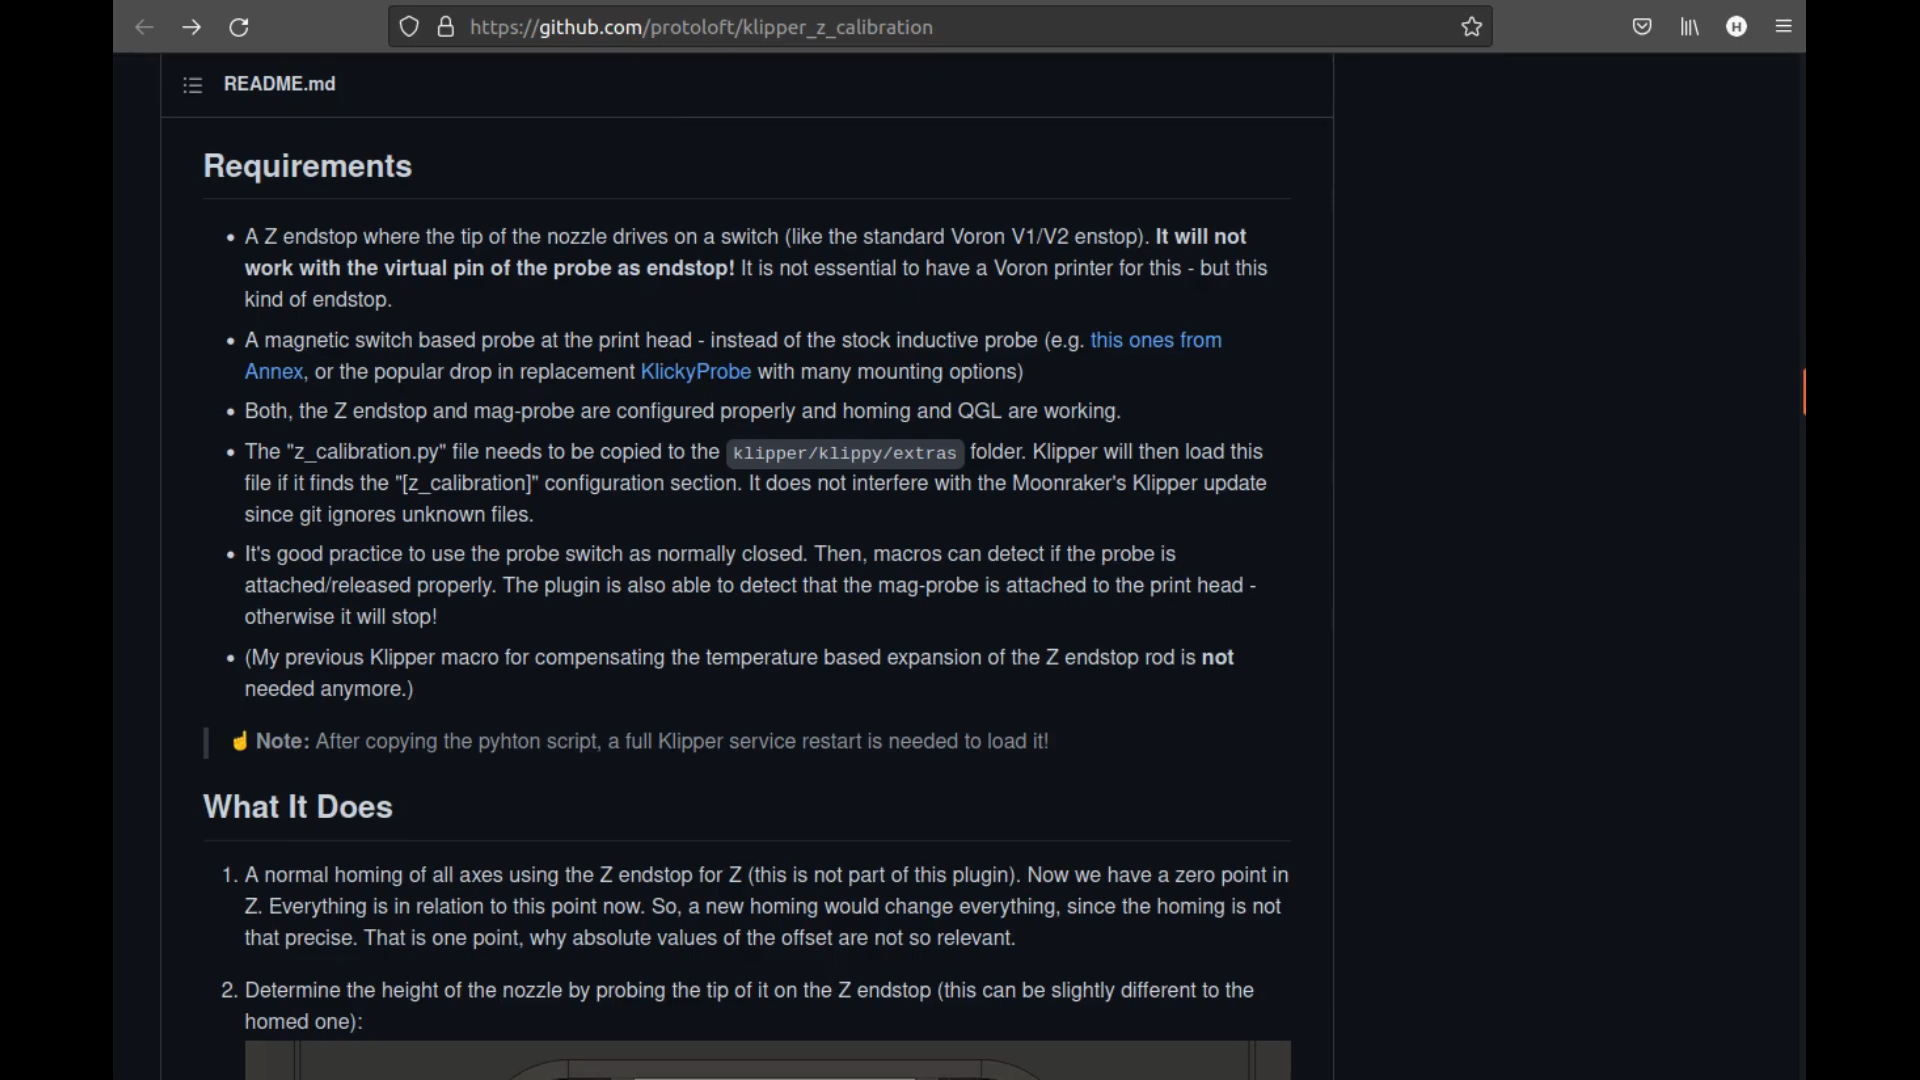 https://github.com/protoloft/klipper_z_calibration
H
README.md
Requirements
• A Z endstop where the tip of the nozzle drives on a switch (like the standard Voron V1/V2 enstop). It will not
work with the virtual pin of the probe as endstop! It is not essential to have a Voron printer for this - but this
kind of endstop.
• A magnetic switch based probe at the print head - instead of the stock inductive probe (e.g. this ones from
Annex, or the popular drop in replacement KlickyProbe with many mounting options)
• Both, the Z endstop and mag-probe are configured properly and homing and QGL are working.
• The "z_calibration.py" file needs to be copied to the klipper/klippy/extras folder. Klipper will then load this
file if it finds the "[z_calibration]" configuration section. It does not interfere with the Moonraker's Klipper update
since git ignores unknown files.
• It's good practice to use the probe switch as normally closed. Then, macros can detect if the probe is
attached/released properly. The plugin is also able to detect that the mag-probe is attached to the print head -
otherwise it will stop!
• (My previous Klipper macro for compensating the temperature based expansion of the Z endstop rod is not
needed anymore.)
☝ Note: After copying the pyhton script, a full Klipper service restart is needed to load it!
What It Does
1. A normal homing of all axes using the Z endstop for Z (this is not part of this plugin). Now we have a zero point in
Z. Everything is in relation to this point now. So, a new homing would change everything, since the homing is not
that precise. That is one point, why absolute values of the offset are not so relevant.
2. Determine the height of the nozzle by probing the tip of it on the Z endstop (this can be slightly different to the
homed one):